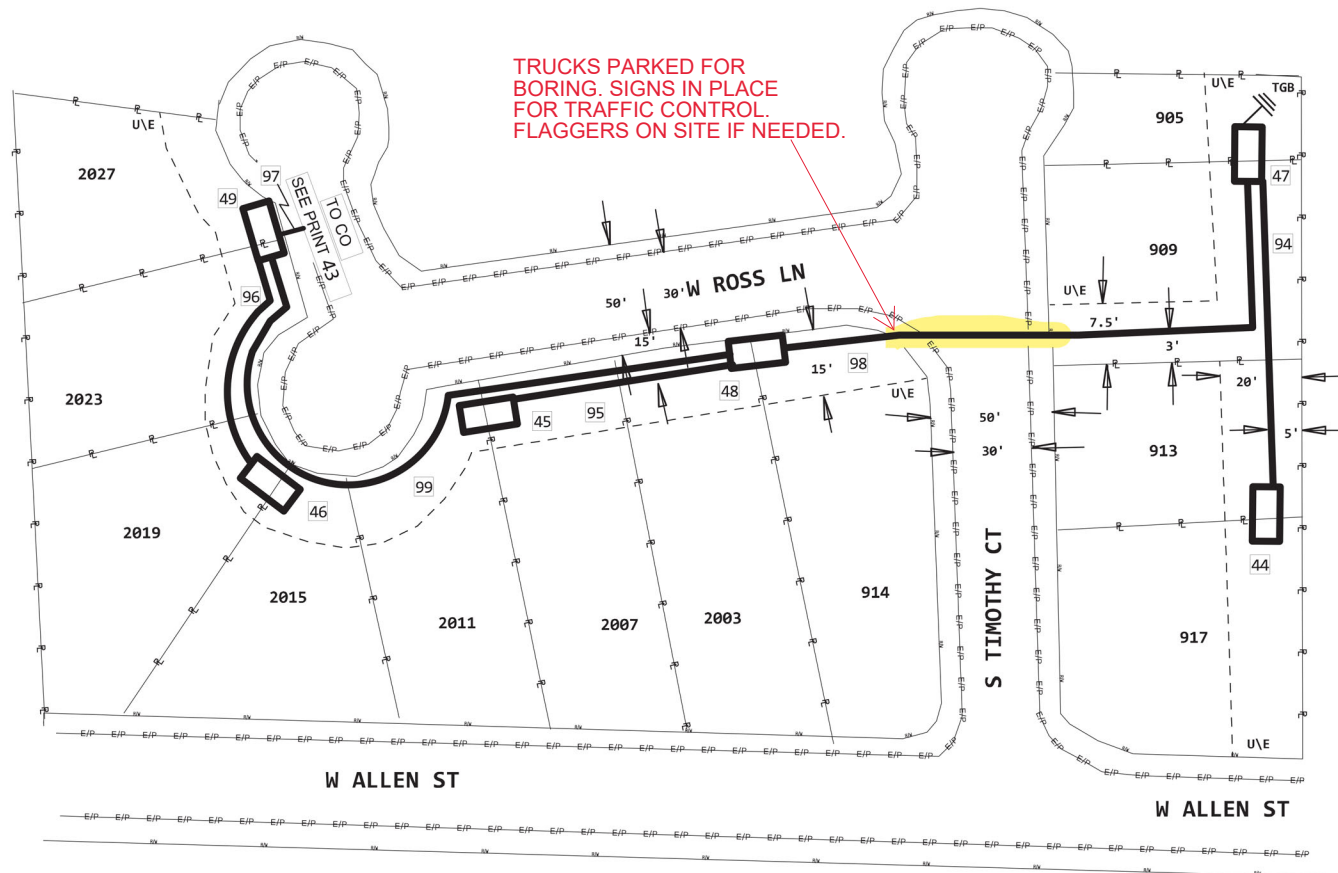 TRUCKS PARKED FOR
BORING. SIGNS IN PLACE
FOR TRAFFIC CONTROL.
FLAGGERS ON SITE IF NEEDED.
U\E
TGB
905
U\E
2027
97
49
TO CO
SEE PRINT 43
47
94
909
96
50'
30'
W ROSS LN
U\E
7.5'
15'
3'
15'
98
48
20'
2023
45
95
U\E
50'
5'
30'
913
99
46
2019
44
2015
914
2011
2007
2003
S TIMOTHY CT
917
U\E
W ALLEN ST
W ALLEN ST
E/P
R/W
PL